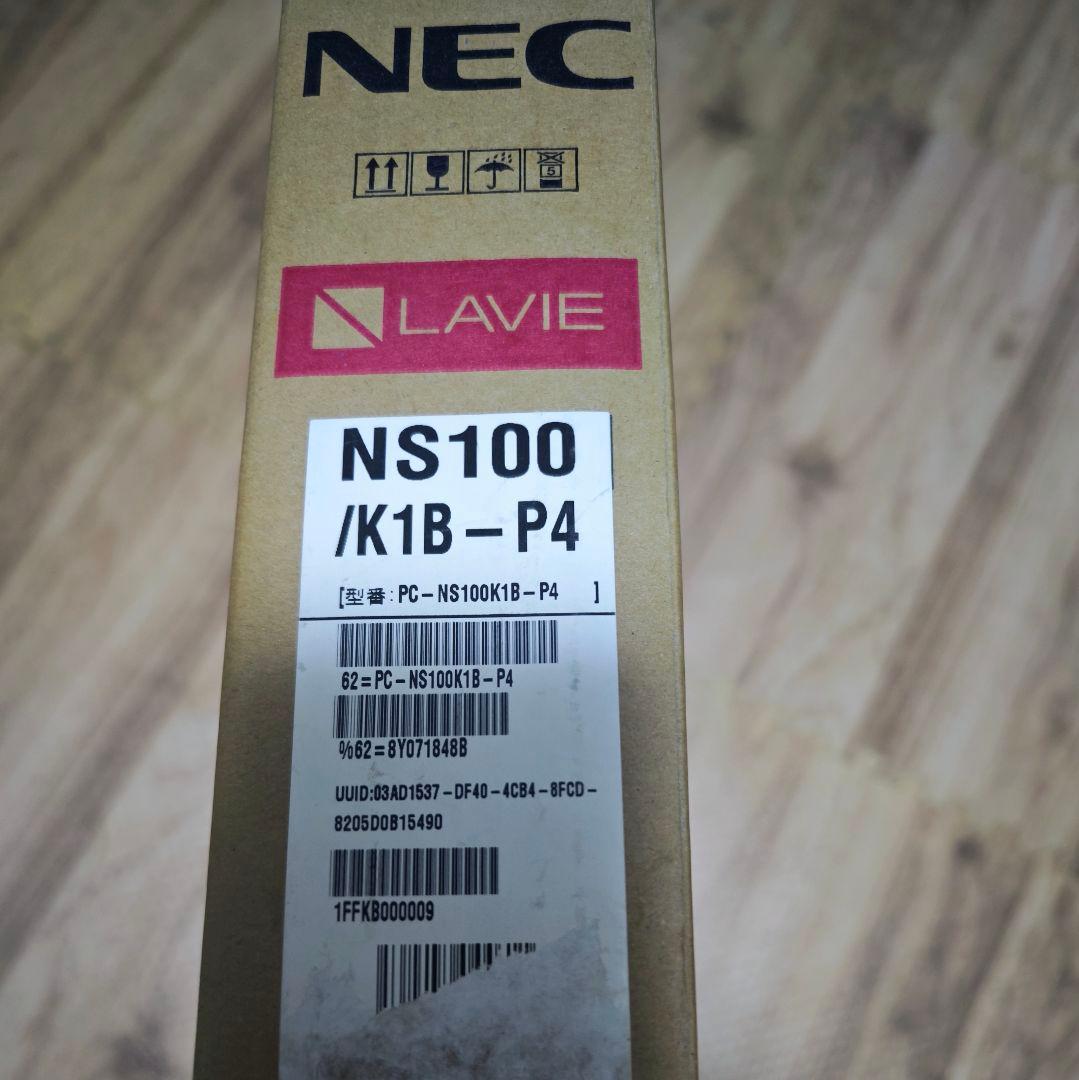 NEC
5
LAVIE
NS100
/K1B-P4
[型番:PC-NS100K1B-P4 ]
62=PC-NS100K1B-P4
%62=8Y071848B
UUID:03AD1537-DF40-4CB4-8FCD-
8205D0B15490
1FFKB000009